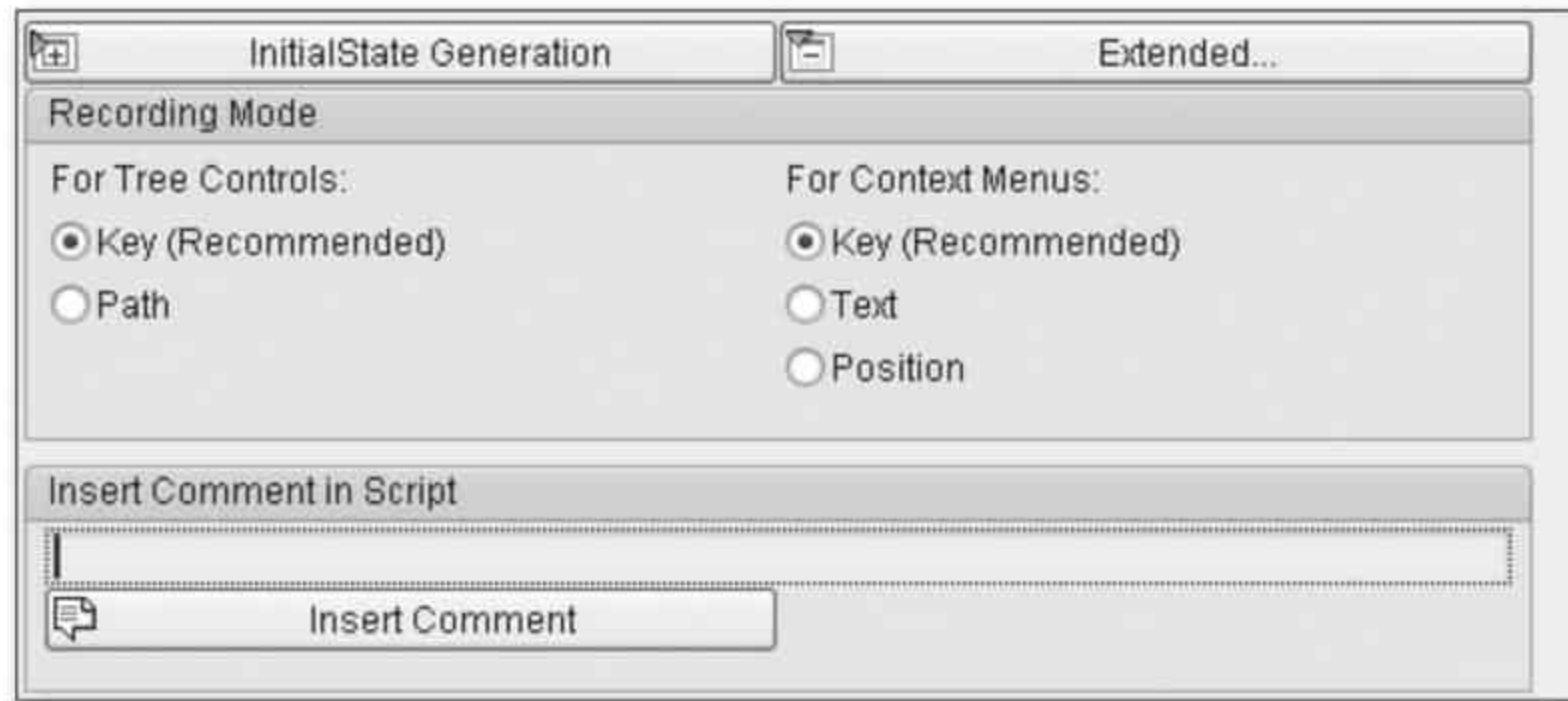 InitialState Generation
Extended...
Recording Mode
For Tree Controls:
Key (Recommended)
Path
For Context Menus:
Key (Recommended)
Text
Position
Insert Comment in Script
Insert Comment